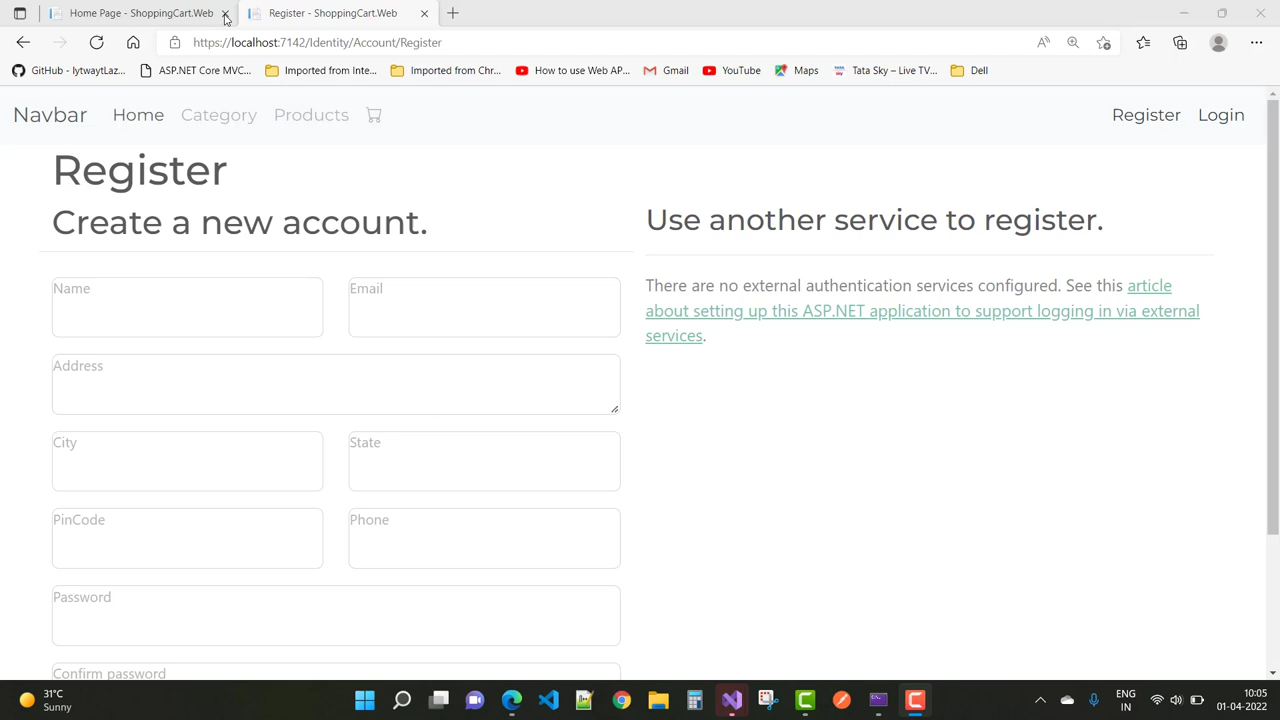 Home Page - ShoppingCart.Web
Register - ShoppingCart.Web
https://localhost:7142/Identity/Account/Register
GitHub - lytwaytLaz...
ASP.NET Core MVC...
Imported from Inte...
Imported from Chr...
How to use Web AP...
Gmail
YouTube
Maps
Tata Sky – Live TV...
Dell
Navbar
Home
Category
Products
Register
Login
Register
Create a new account.
Use another service to register.
Name
Email
There are no external authentication services configured. See this article
about setting up this ASP.NET application to support logging in via external
services.
Address
City
State
PinCode
Phone
Password
Confirm password
31°C
Sunny
ENG
IN
10:05
01-04-2022